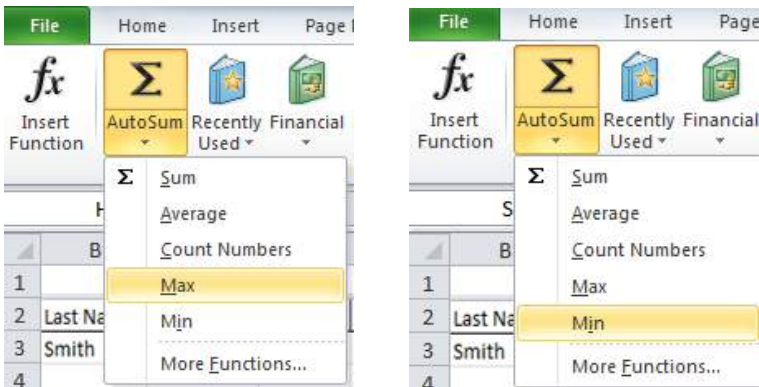 File Home Insert Page
fx Σ
Insert Function AutoSum Recently Used Financial
Σ Sum
Average
B Count Numbers
1 Max
2 Last Na Min
3 Smith
More Functions...
4
File Home Insert Page
fx Σ
Insert Function AutoSum Recently Used Financial
Σ Sum
S Average
B Count Numbers
1 Max
2 Last Na Min
3 Smith
More Functions...
4